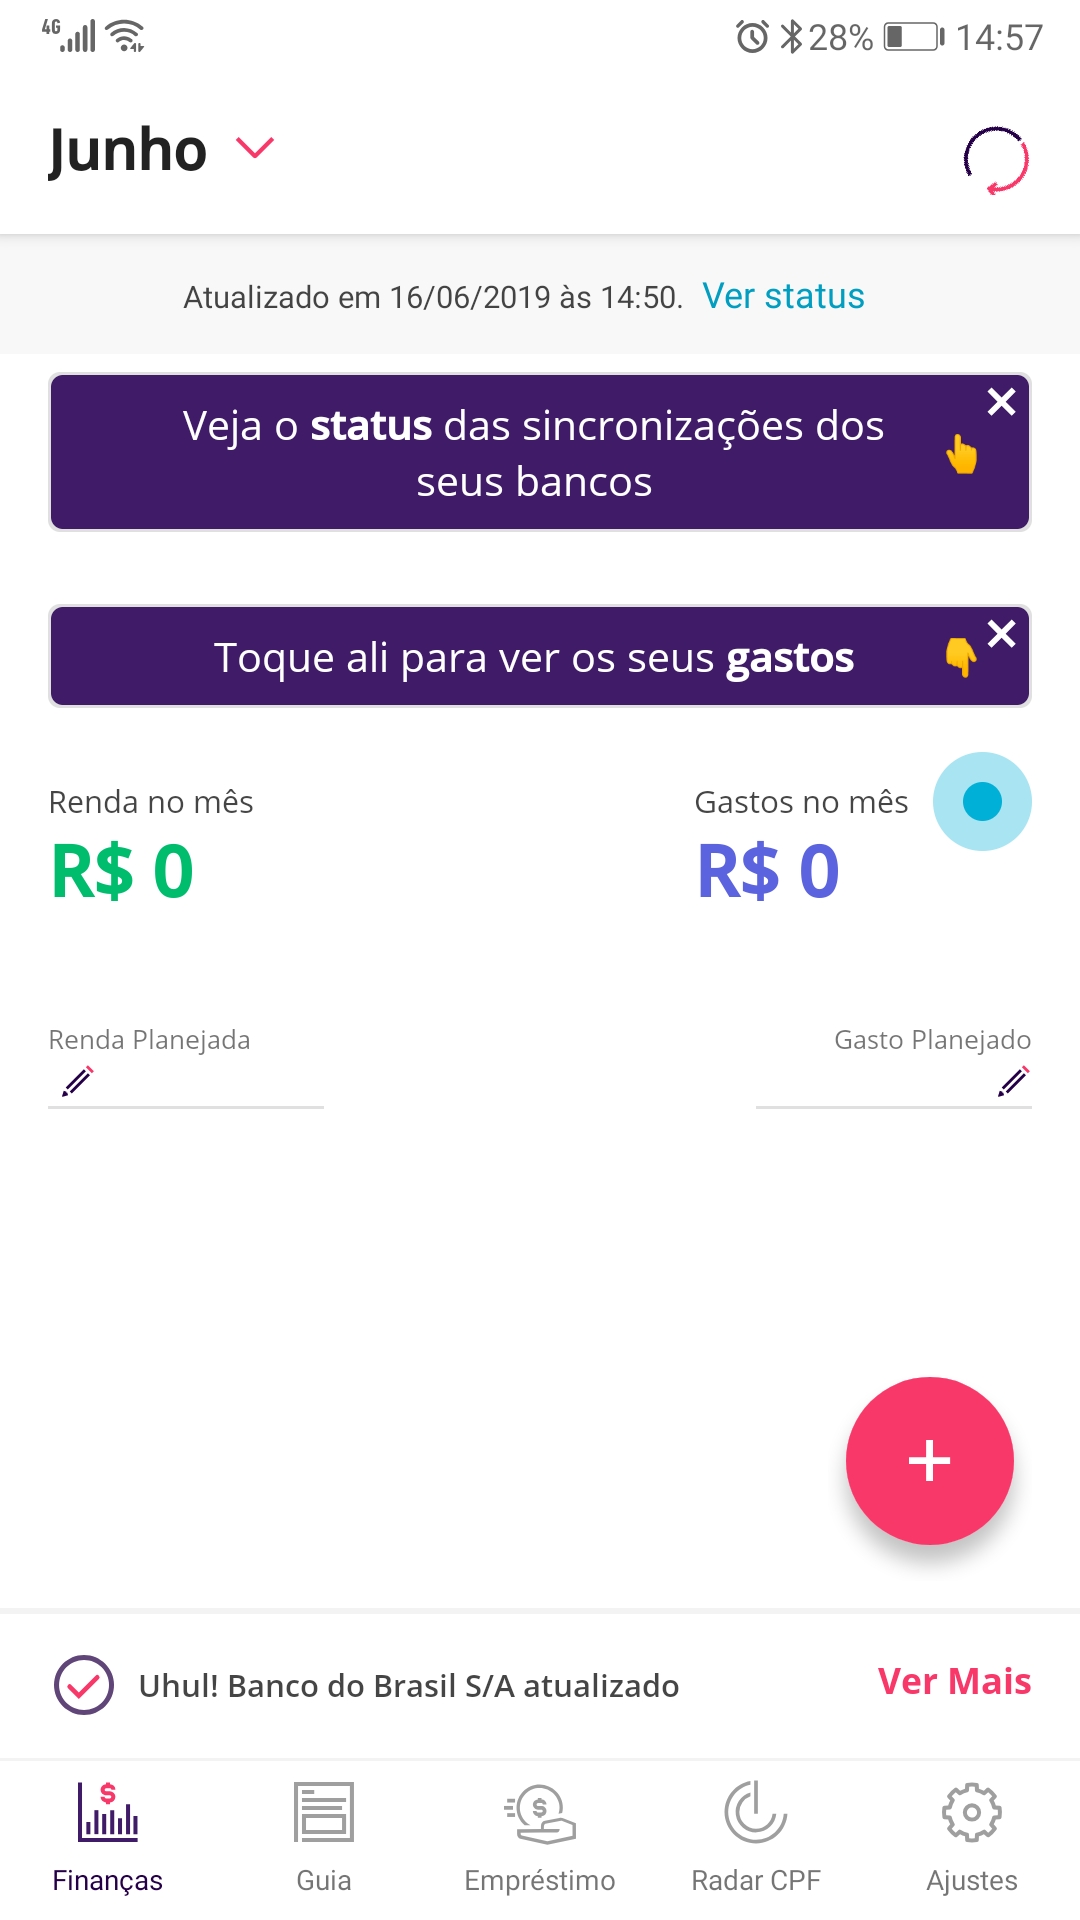 4G 28% 14:57
Junho
Atualizado em 16/06/2019 às 14:50. Ver status
Veja o status das sincronizações dos
seus bancos
Toque ali para ver os seus gastos
Renda no mês Gastos no mês
R$ 0 R$ 0
Renda Planejada Gasto Planejado
Uhul! Banco do Brasil S/A atualizado Ver Mais
Finanças Guia Empréstimo Radar CPF Ajustes